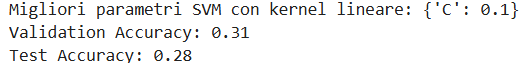 Migliori parametri SVM con kernel lineare: {'C': 0.1}
Validation Accuracy: 0.31
Test Accuracy: 0.28